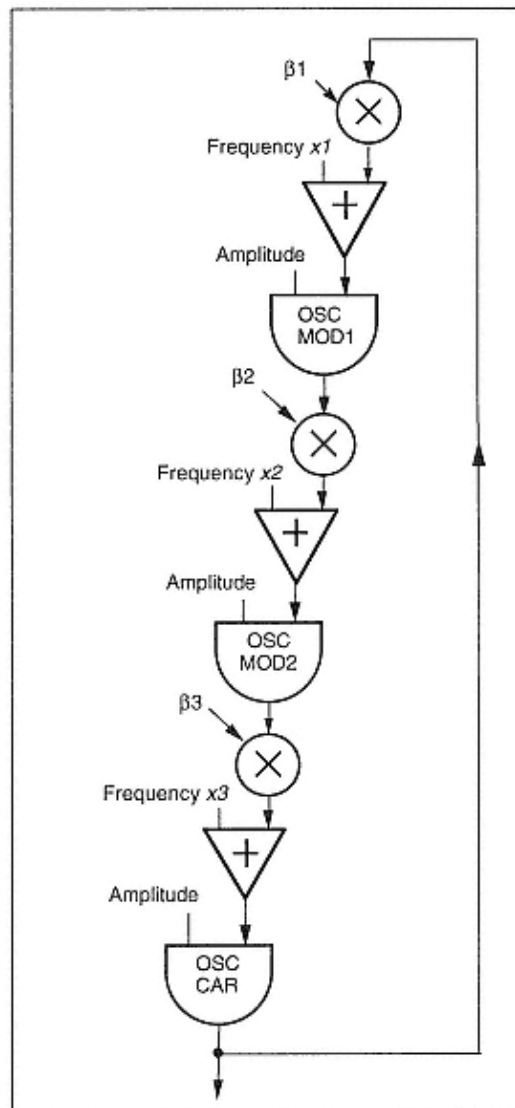 β1
×
Frequency x1
+
Amplitude
OSC
MOD1
β2
×
Frequency x2
+
Amplitude
OSC
MOD2
β3
×
Frequency x3
+
Amplitude
OSC
CAR